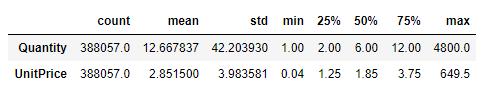 count mean std min 25% 50% 75% max
Quantity 388057.0 12.667837 42.203930 1.00 2.00 6.00 12.00 4800.0
UnitPrice 388057.0 2.851500 3.983581 0.04 1.25 1.85 3.75 649.5